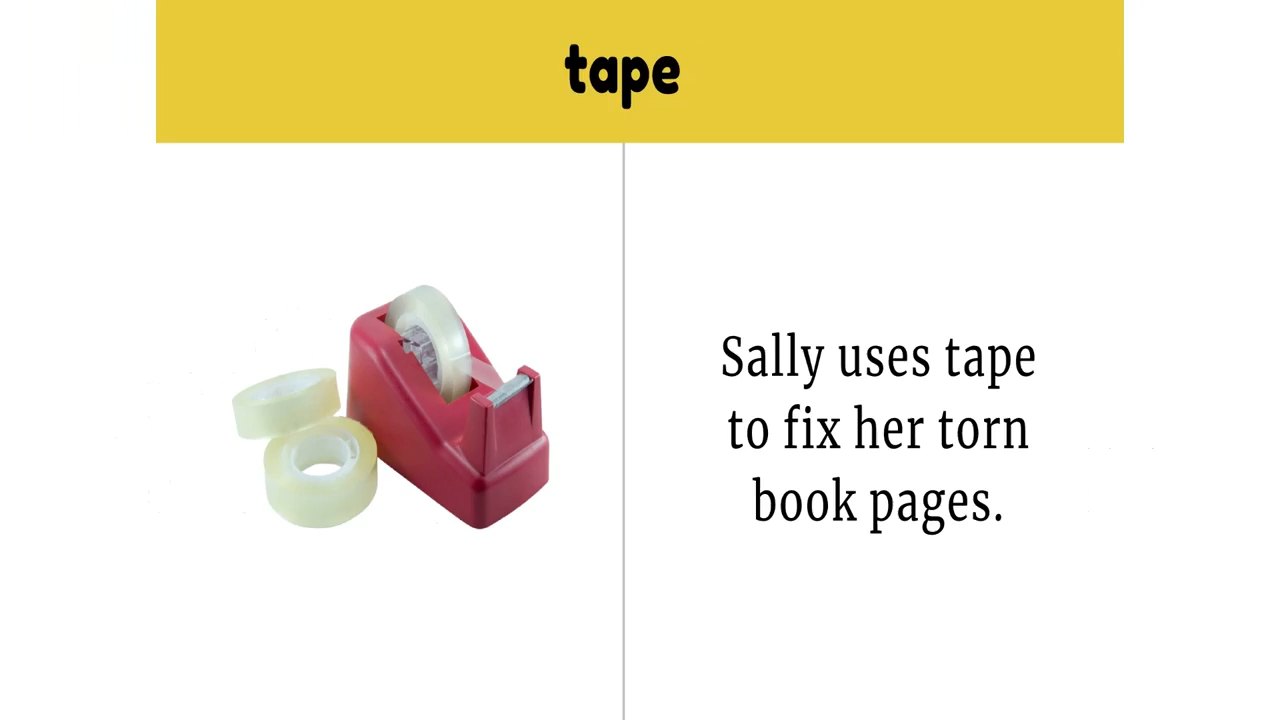 tape
Sally uses tape
to fix her torn
book pages.